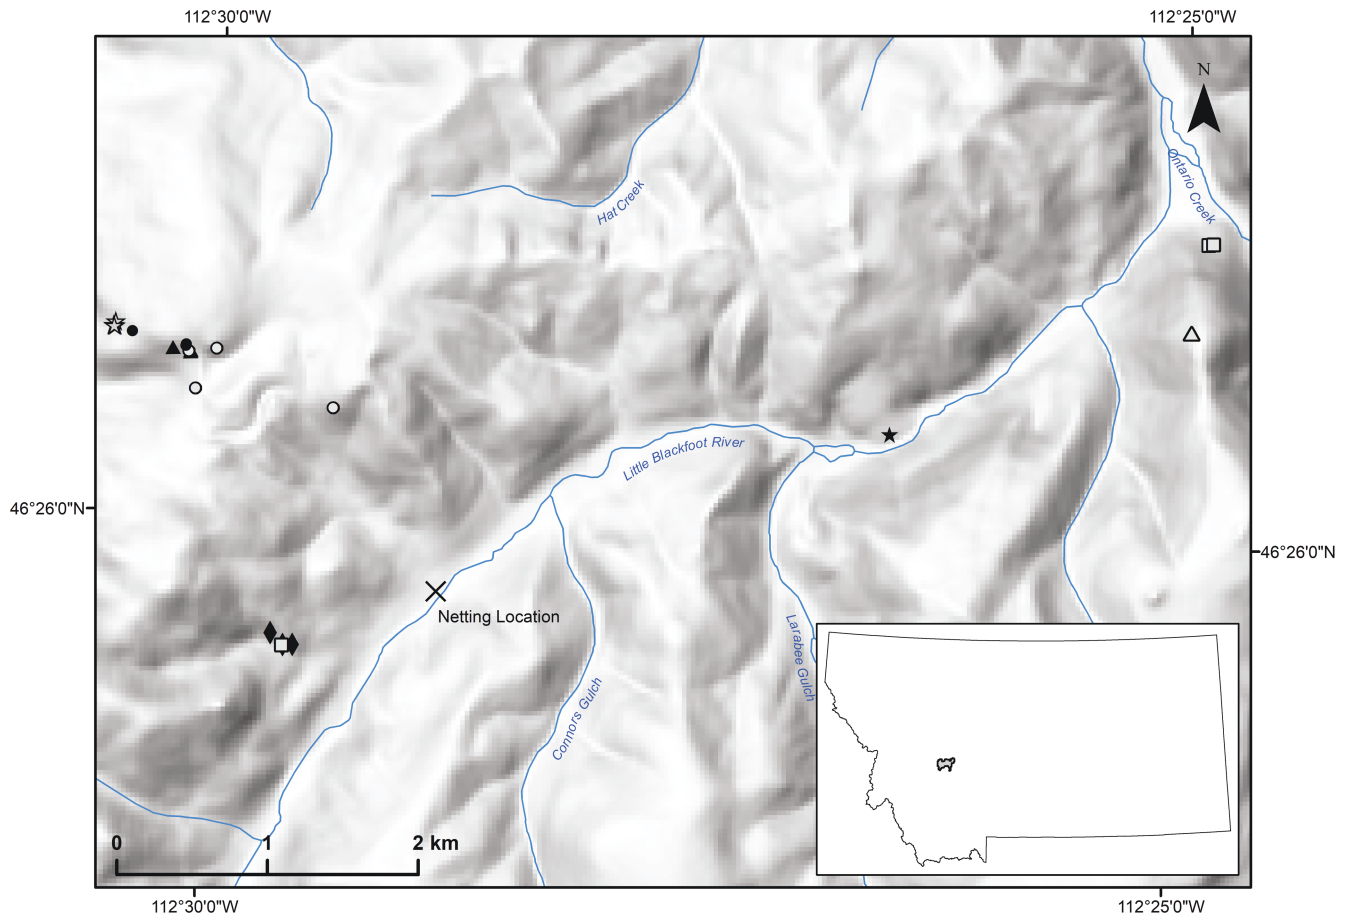 112°30'0"W
112°25'0"W
N
Ontario Creek
Hat Creek
Little Blackfoot River
46°26'0"N
46°26'0"N
Netting Location
Larabee Gulch
Connors Gulch
0
1
2 km
112°30'0"W
112°25'0"W